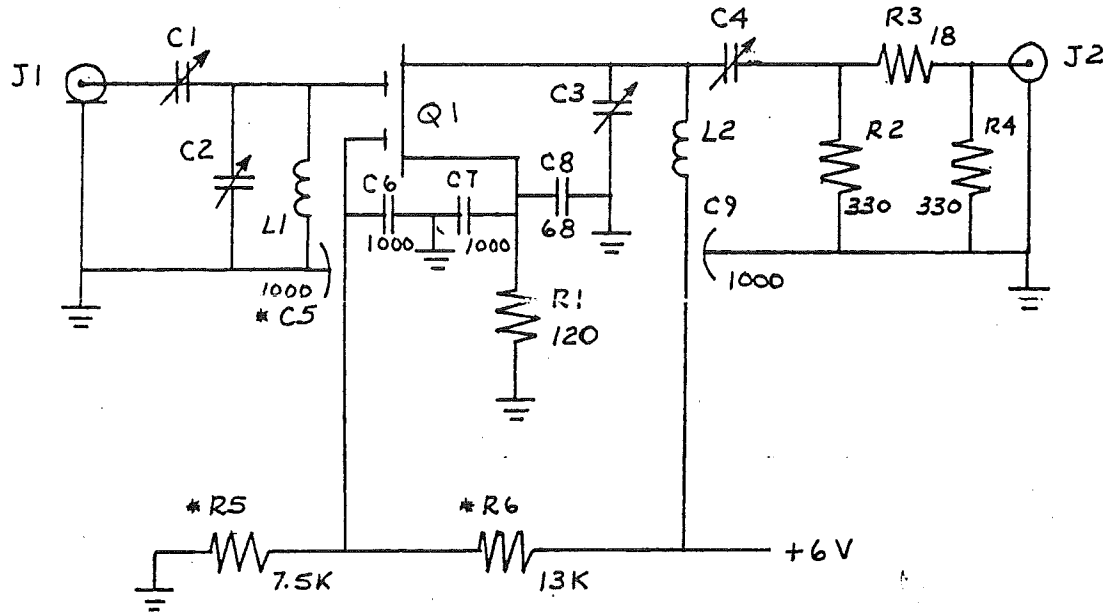 J1
C1
C2
L1
1000
* C5
Q1
C6
1000
C7
1000
C8
68
C3
R1
120
C4
L2
C9
1000
R2
330
R3
18
R4
330
J2
* R5
7.5K
* R6
13K
+6V